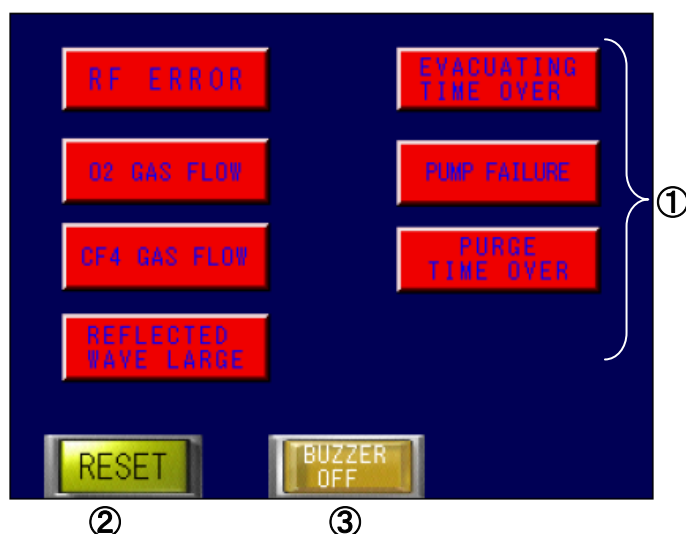 RF ERROR
O2 GAS FLOW
CF4 GAS FLOW
REFLECTED
WAVE LARGE
EVACUATING
TIME OVER
PUMP FAILURE
PURGE
TIME OVER
①
RESET
BUZZER
OFF
②
③